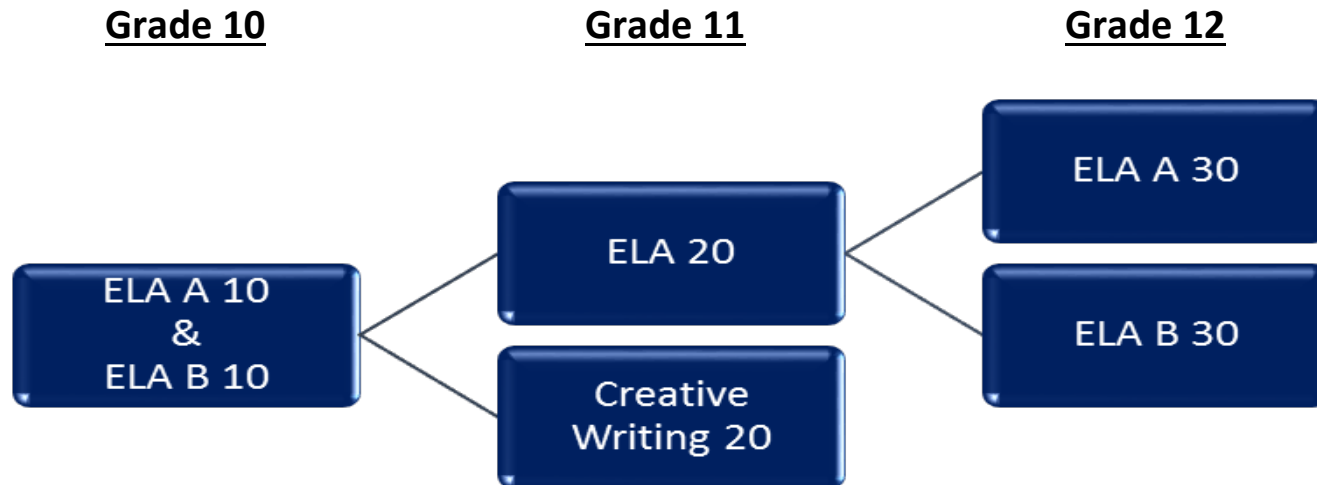 Grade 10
Grade 11
Grade 12
ELA A 10
&
ELA B 10
ELA 20
Creative
Writing 20
ELA A 30
ELA B 30